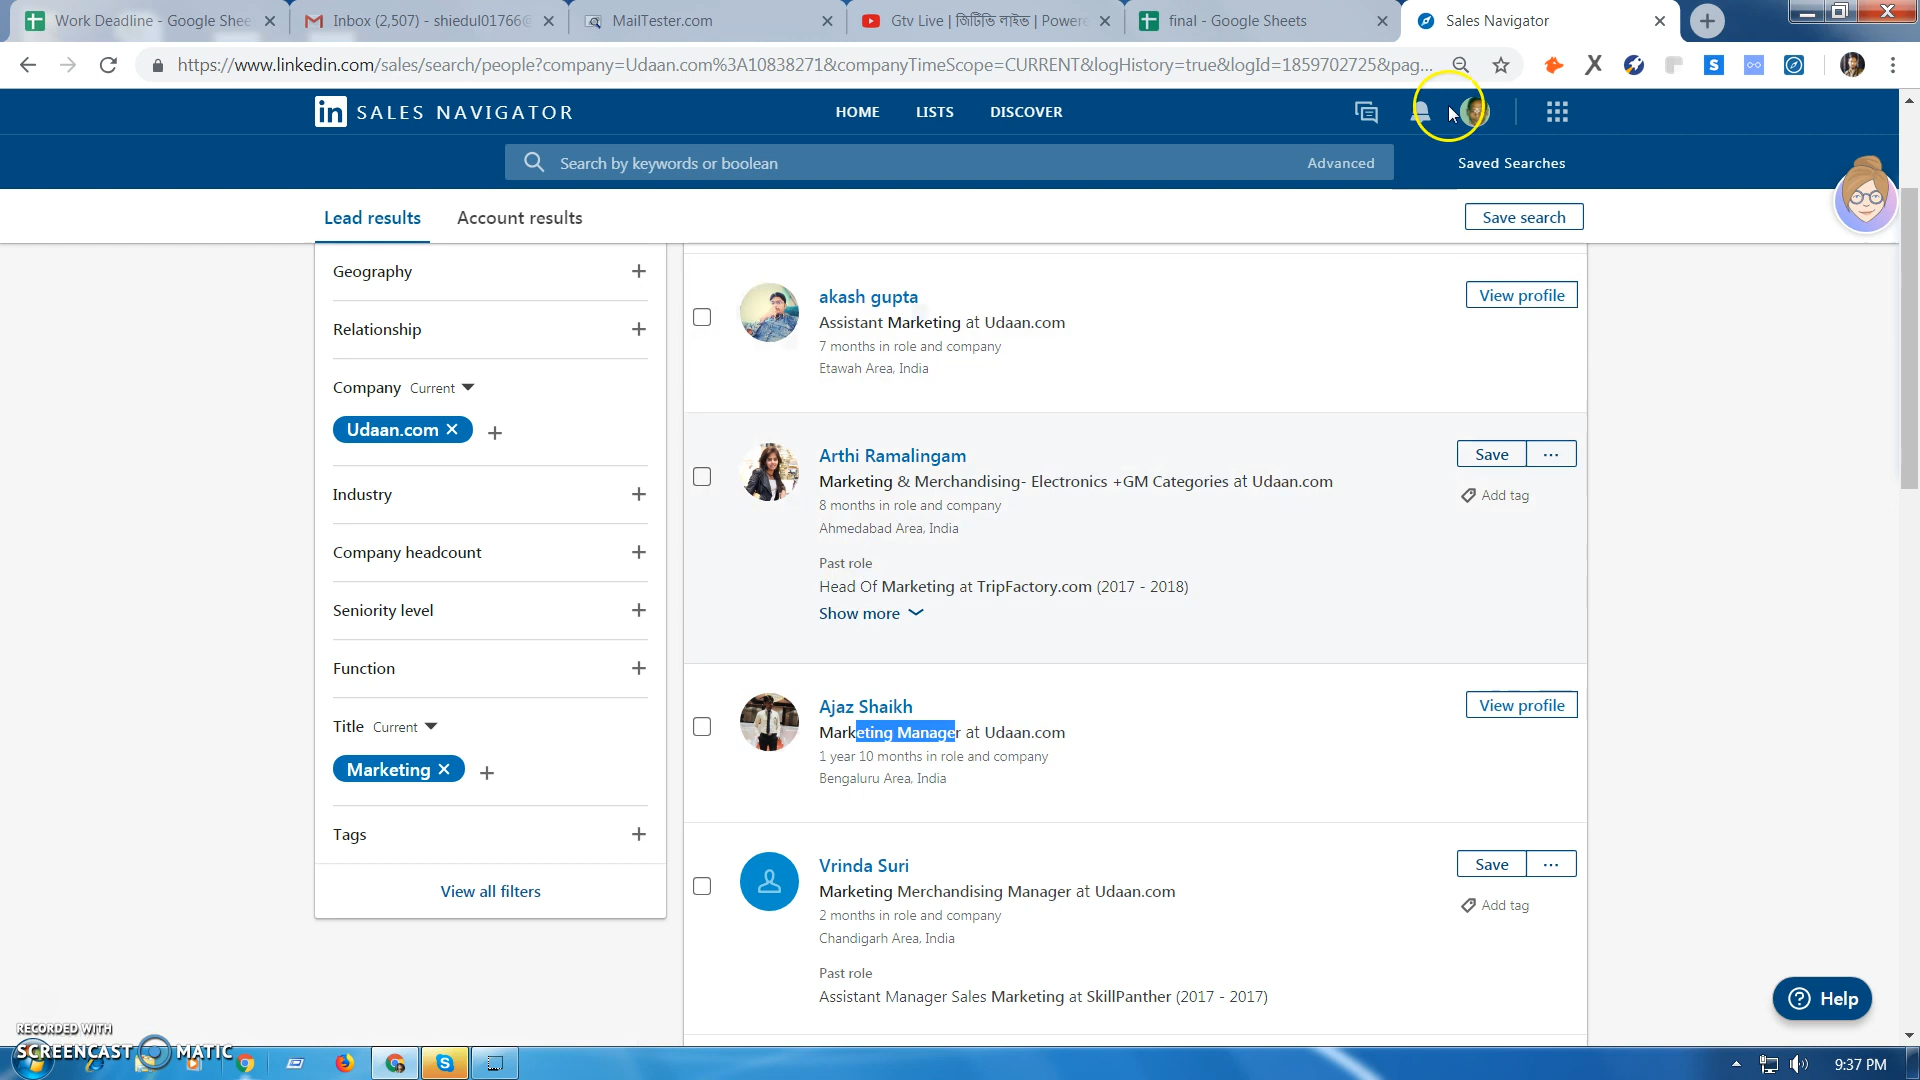 Work Deadline - Google Shee
Inbox (2,507) - shiedul01766@
MailTester.com
Gtv Live | জিটিভি লাইভ | Powere
final - Google Sheets
Sales Navigator
https://www.linkedin.com/sales/search/people?company=Udaan.com%3A10838271&companyTimeScope=CURRENT&logHistory=true&logId=1859702725&pag...
in SALES NAVIGATOR
HOME
LISTS
DISCOVER
Search by keywords or boolean
Advanced
Saved Searches
Lead results
Account results
Save search
Geography
Relationship
Company Current
Udaan.com
Industry
Company headcount
Seniority level
Function
Title Current
Marketing
Tags
View all filters
akash gupta
Assistant Marketing at Udaan.com
7 months in role and company
Etawah Area, India
View profile
Arthi Ramalingam
Marketing & Merchandising- Electronics +GM Categories at Udaan.com
8 months in role and company
Ahmedabad Area, India
Past role
Head Of Marketing at TripFactory.com (2017 - 2018)
Show more
Save ...
Add tag
Ajaz Shaikh
Marketing Manager at Udaan.com
1 year 10 months in role and company
Bengaluru Area, India
View profile
Vrinda Suri
Marketing Merchandising Manager at Udaan.com
2 months in role and company
Chandigarh Area, India
Past role
Assistant Manager Sales Marketing at SkillPanther (2017 - 2017)
Save ...
Add tag
Help
RECORDED WITH
SCREENCAST MATIC
9:37 PM